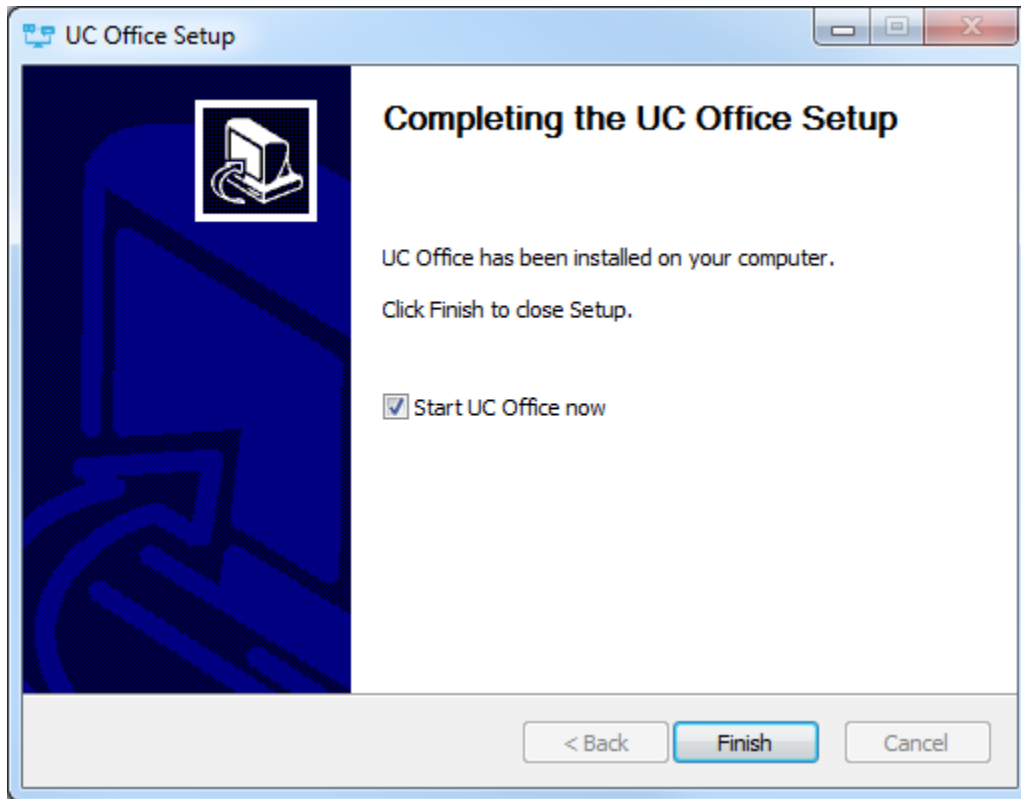 UC Office Setup
Completing the UC Office Setup
UC Office has been installed on your computer.
Click Finish to close Setup.
Start UC Office now
< Back Finish Cancel